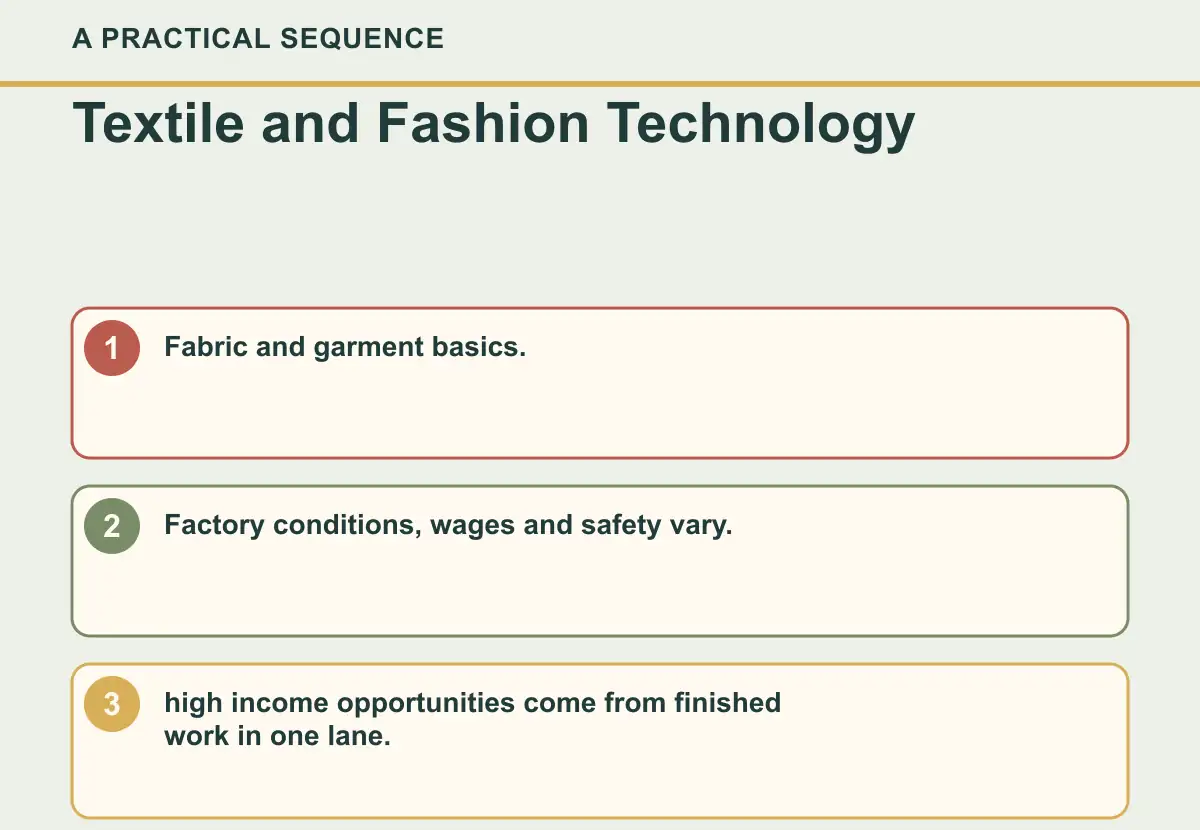 A PRACTICAL SEQUENCE
Textile and Fashion Technology
1
Fabric and garment basics.
2
Factory conditions, wages and safety vary.
3
high income opportunities come from finished
work in one lane.